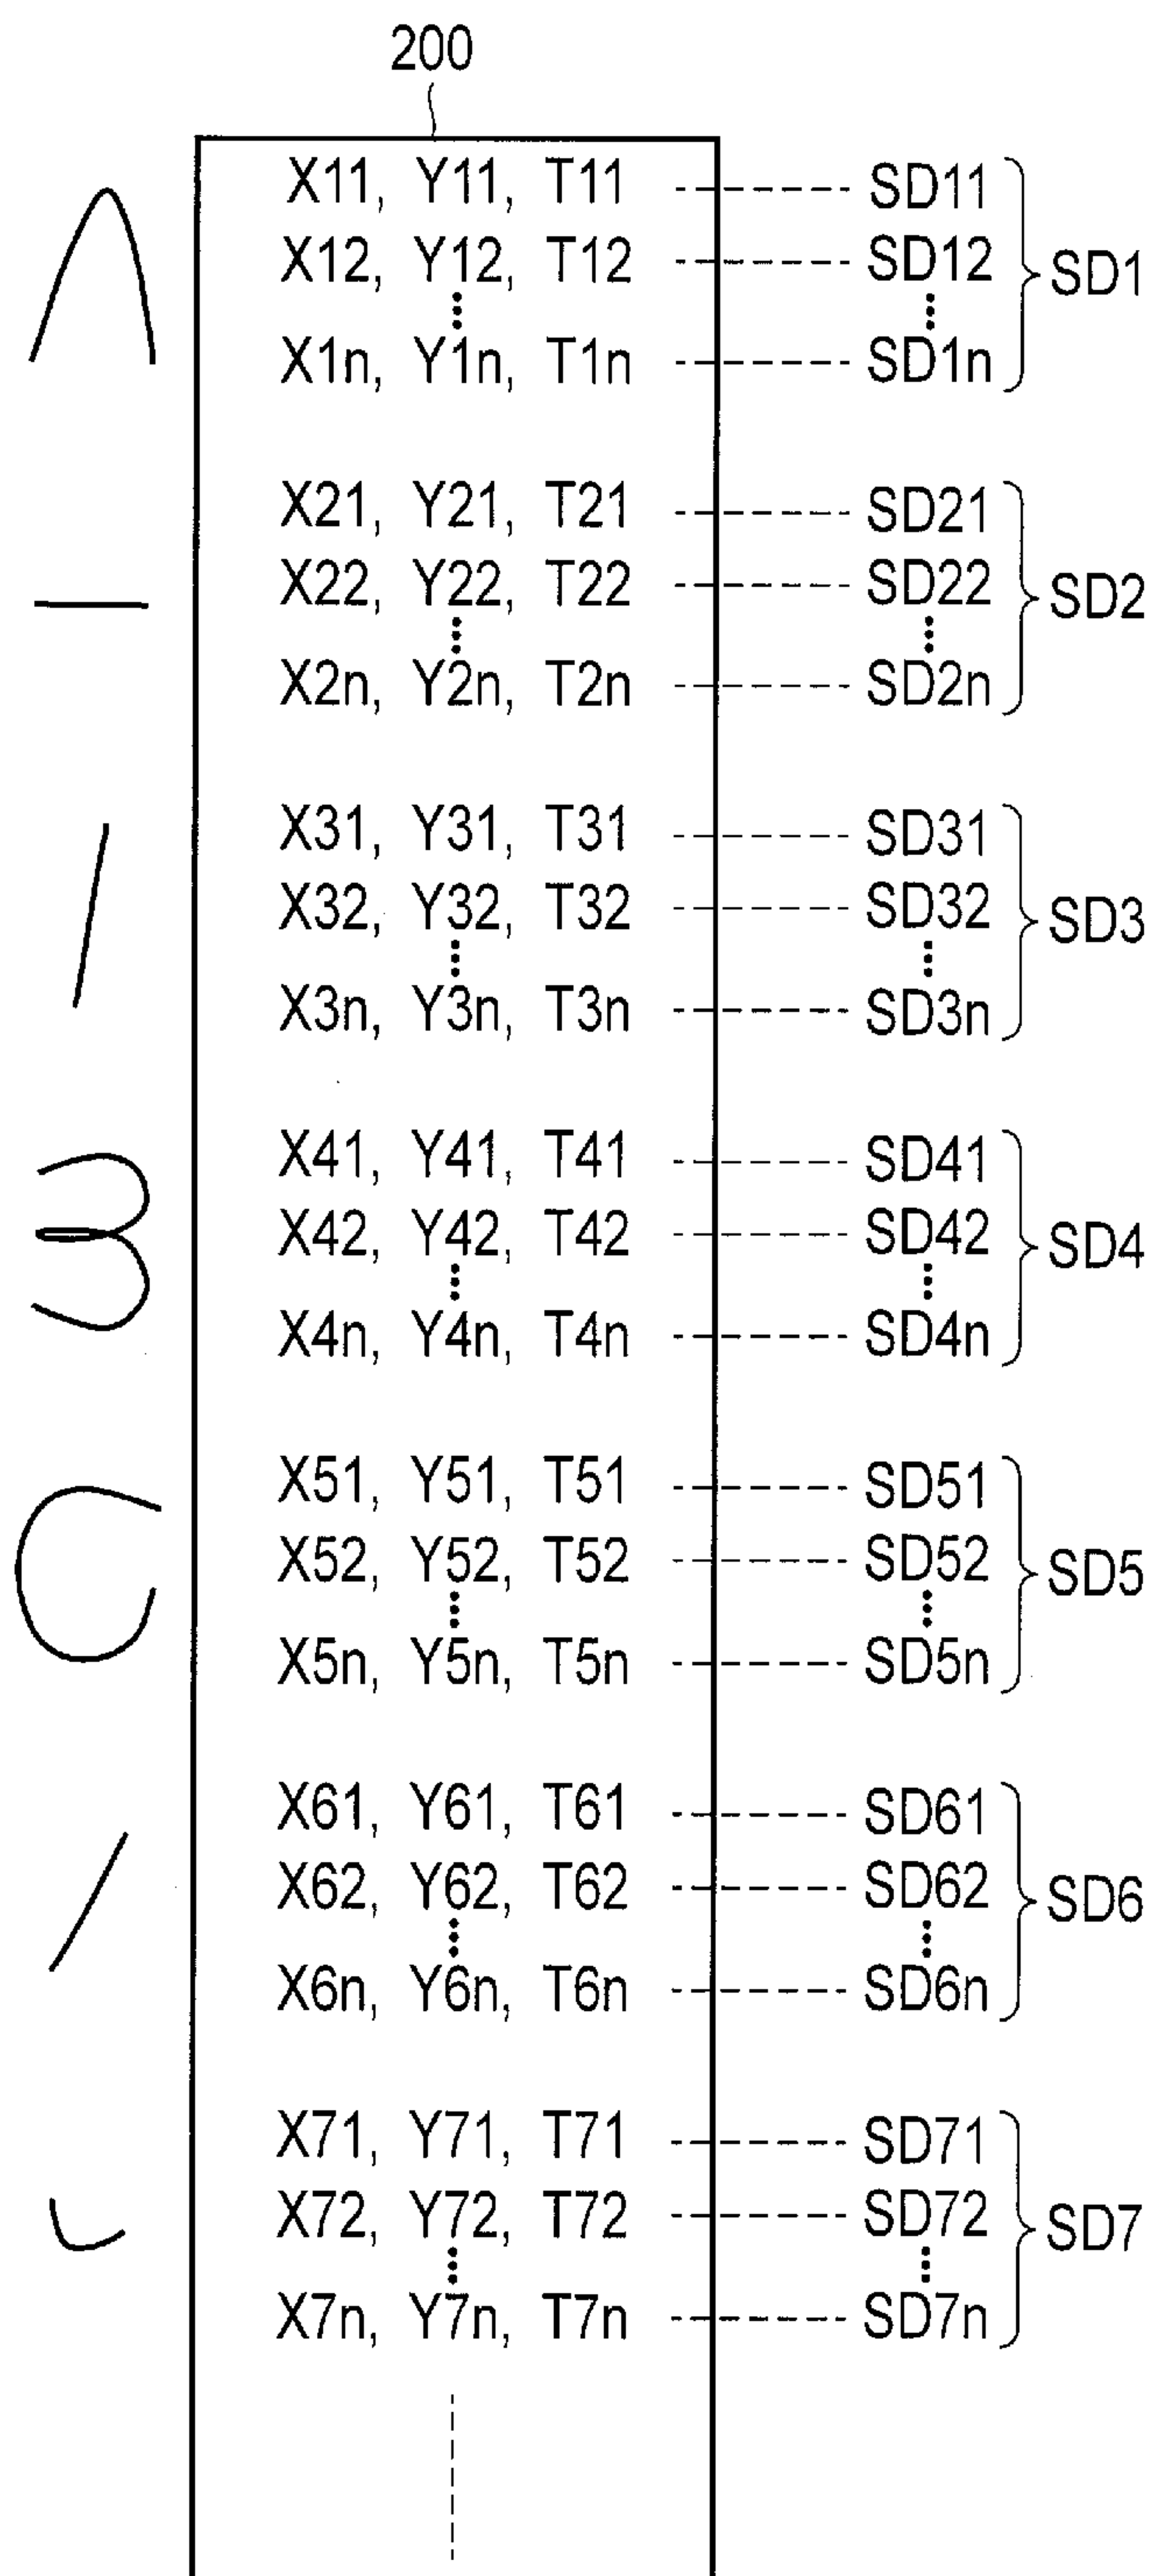 200
X11, Y11, T11 SD11
X12, Y12, T12 SD12 SD1
X1n, Y1n, T1n SD1n
X21, Y21, T21 SD21
X22, Y22, T22 SD22 SD2
X2n, Y2n, T2n SD2n
X31, Y31, T31 SD31
X32, Y32, T32 SD32 SD3
X3n, Y3n, T3n SD3n
X41, Y41, T41 SD41
X42, Y42, T42 SD42 SD4
X4n, Y4n, T4n SD4n
X51, Y51, T51 SD51
X52, Y52, T52 SD52 SD5
X5n, Y5n, T5n SD5n
X61, Y61, T61 SD61
X62, Y62, T62 SD62 SD6
X6n, Y6n, T6n SD6n
X71, Y71, T71 SD71
X72, Y72, T72 SD72 SD7
X7n, Y7n, T7n SD7n